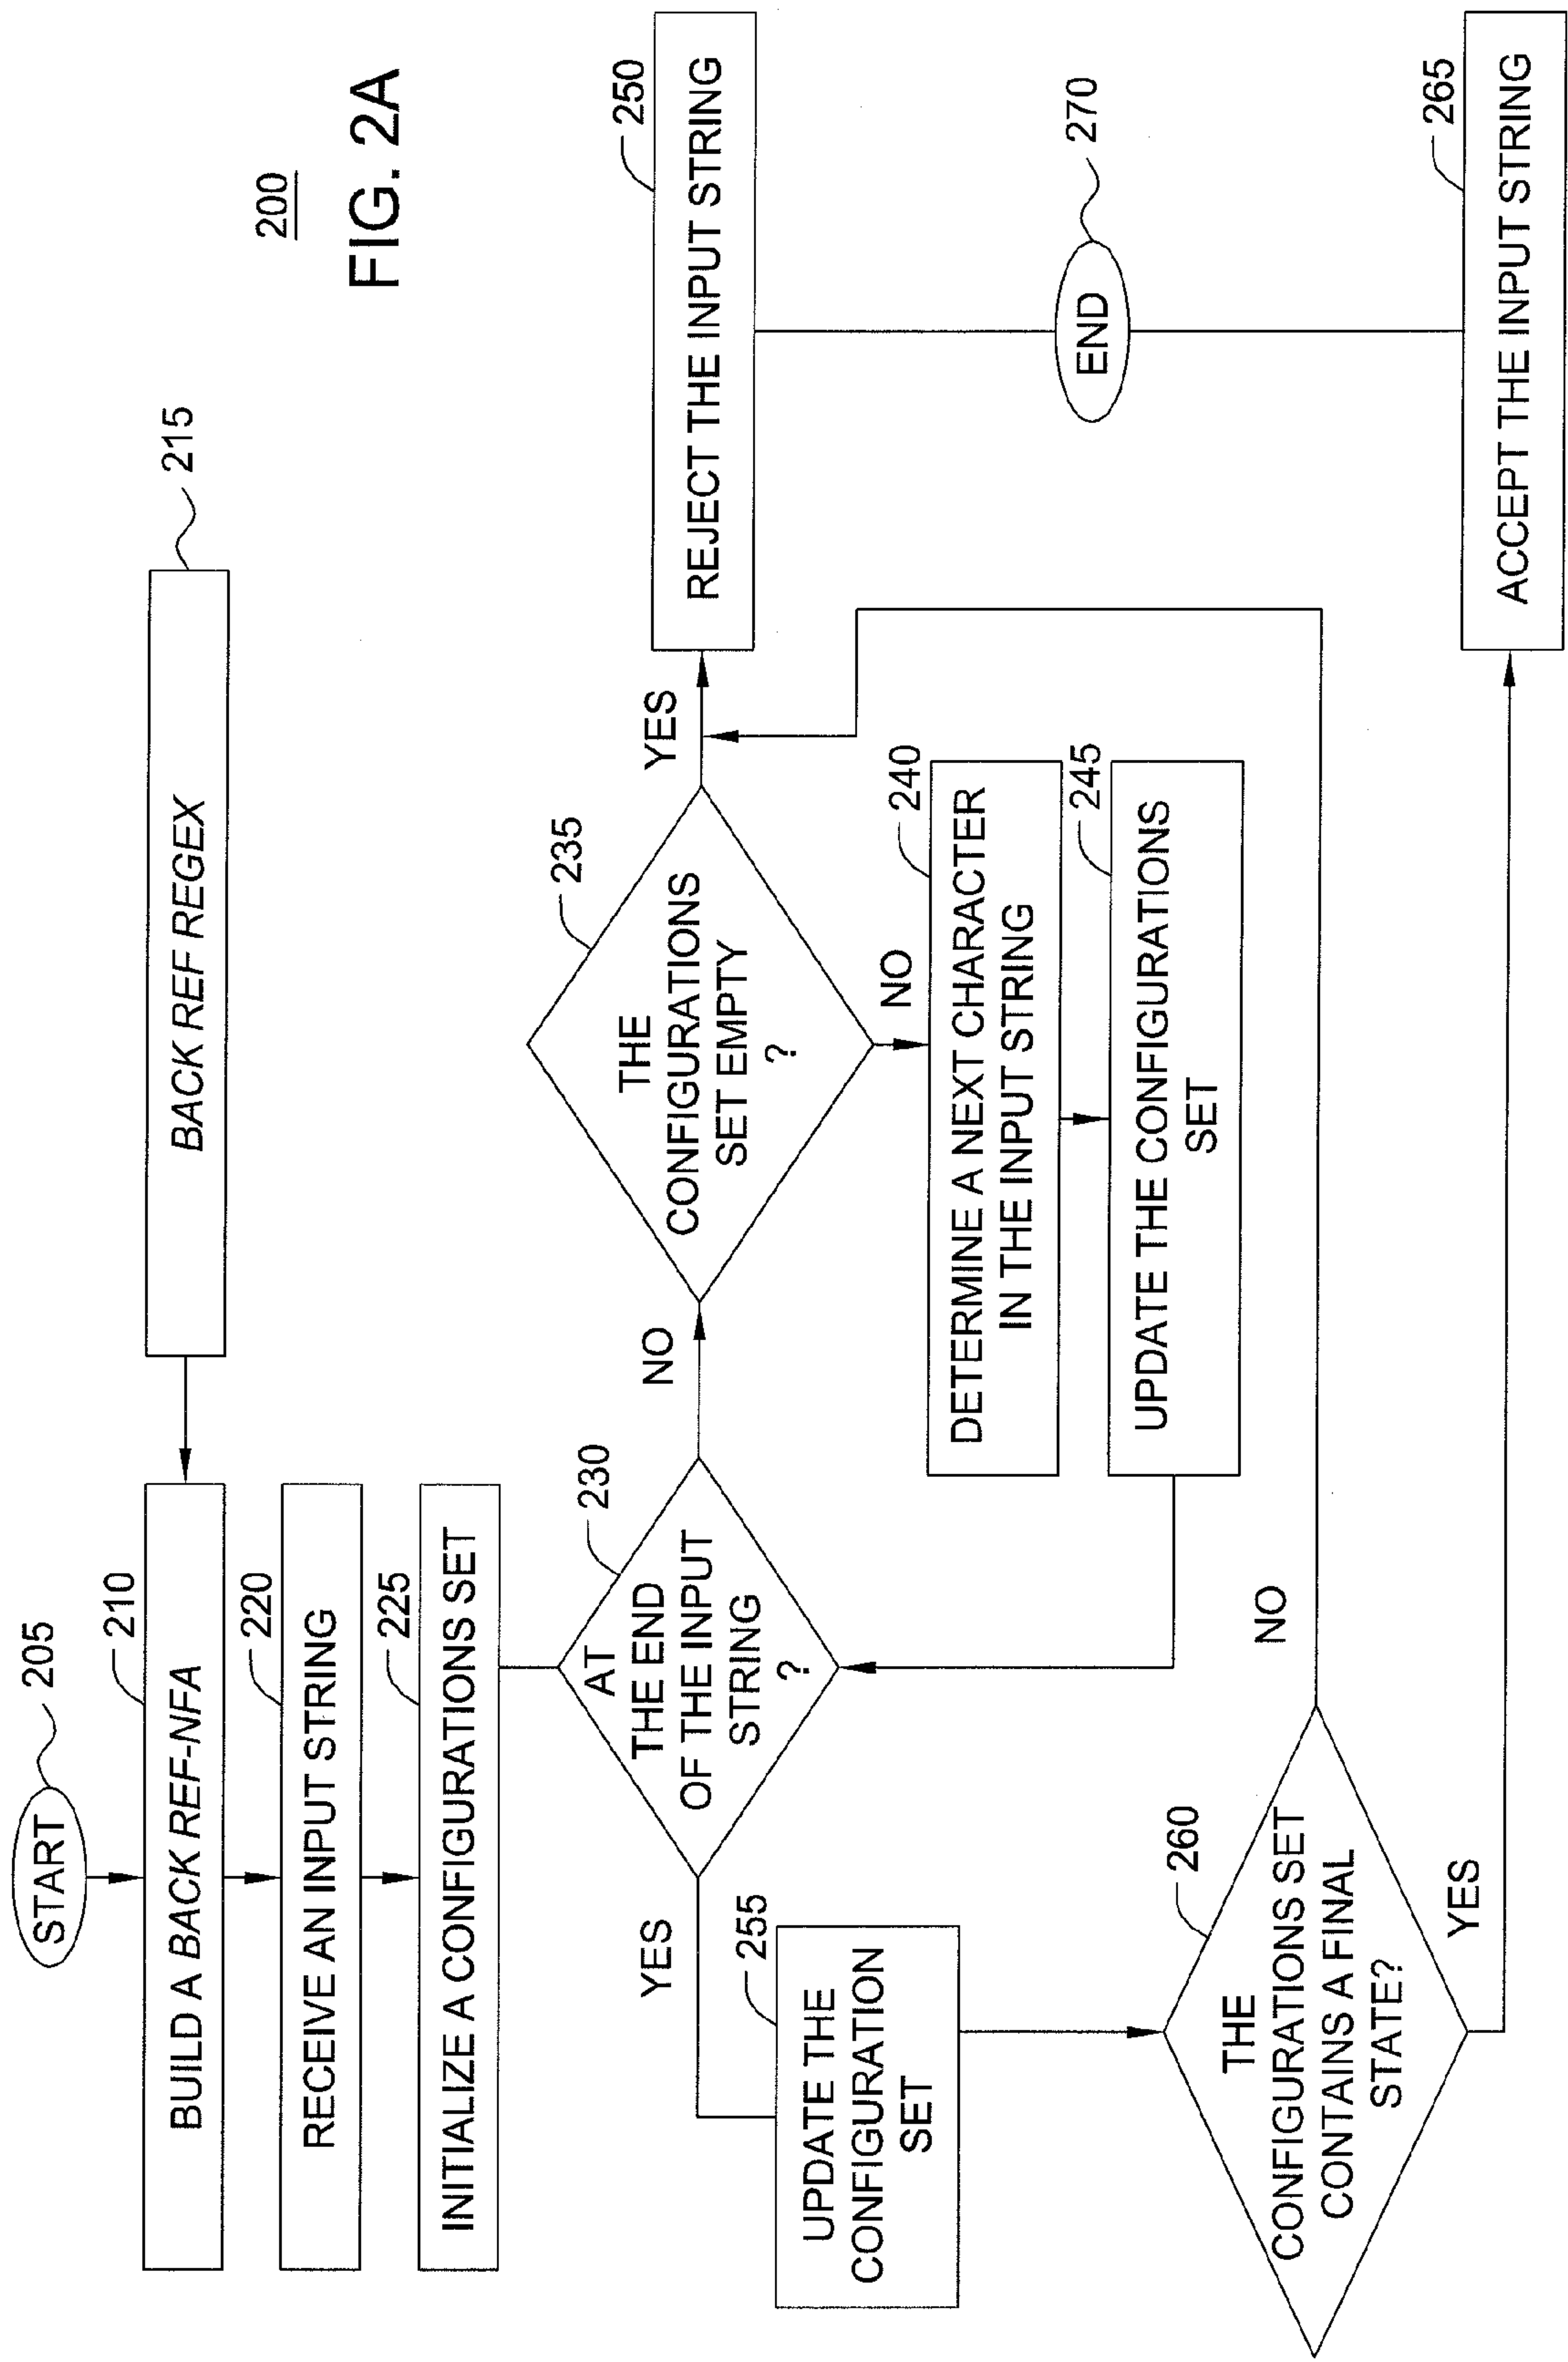 200
FIG. 2A
START
205
BUILD A BACK REF-NFA
210
BACK REF REGEX
215
RECEIVE AN INPUT STRING
220
INITIALIZE A CONFIGURATIONS SET
225
AT
THE END
OF THE INPUT
STRING
?
230
NO
YES
THE
CONFIGURATIONS
SET EMPTY
?
235
YES
NO
REJECT THE INPUT STRING
250
DETERMINE A NEXT CHARACTER
IN THE INPUT STRING
240
UPDATE THE CONFIGURATIONS
SET
245
UPDATE THE
CONFIGURATION
SET
255
THE
CONFIGURATIONS SET
CONTAINS A FINAL
STATE?
260
NO
YES
END
270
ACCEPT THE INPUT STRING
265